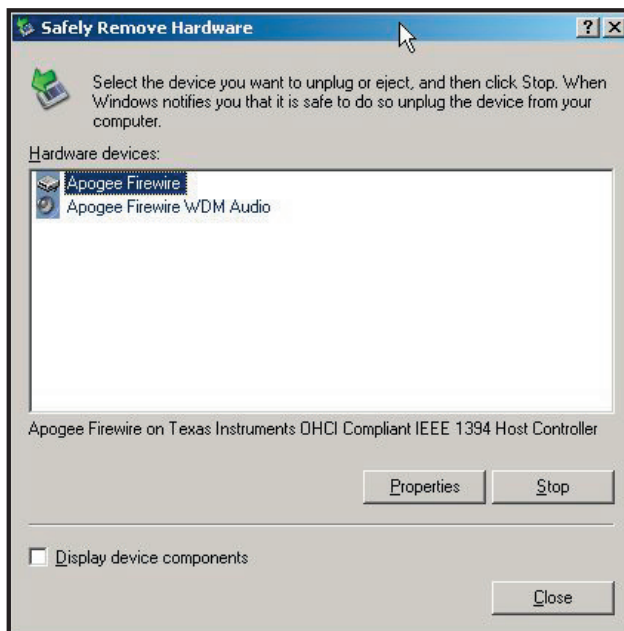 Safely Remove Hardware
Select the device you want to unplug or eject, and then click Stop. When
Windows notifies you that it is safe to do so unplug the device from your
computer.
Hardware devices:
Apogee Firewire
Apogee Firewire WDM Audio
Apogee Firewire on Texas Instruments OHCI Compliant IEEE 1394 Host Controller
Properties Stop
Display device components
Close